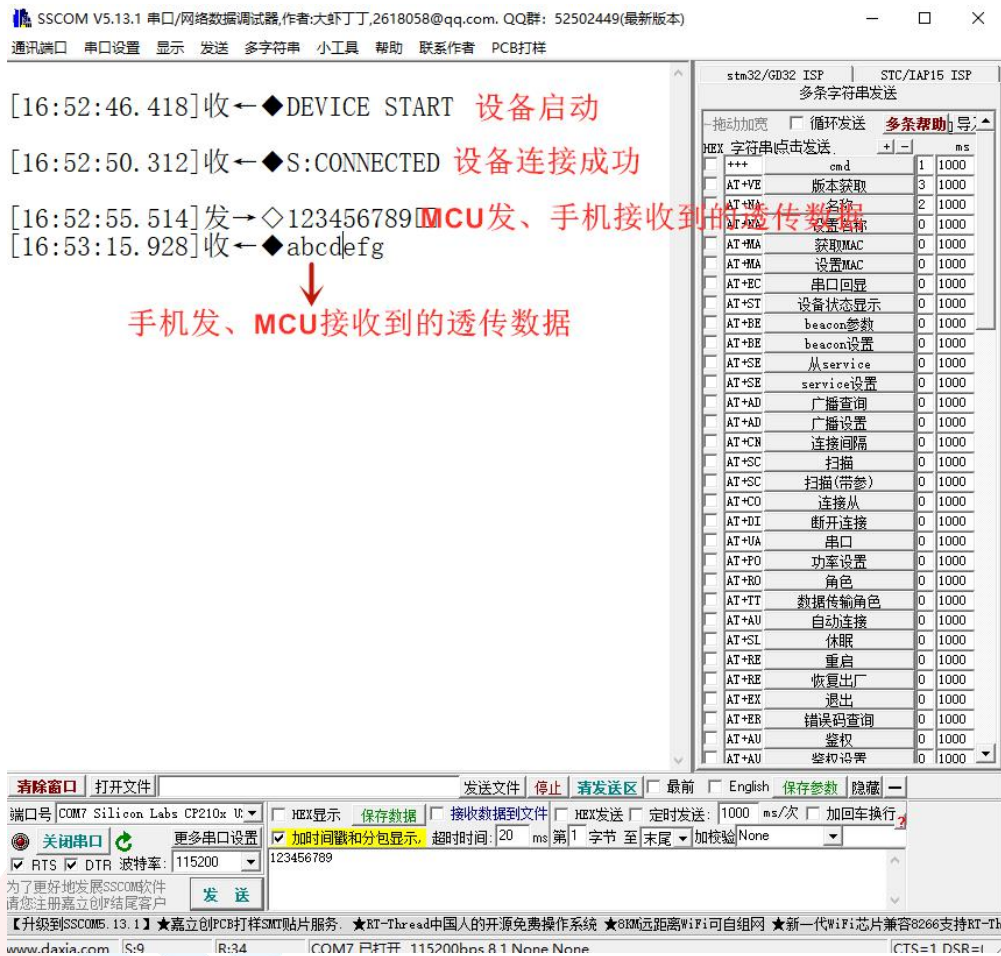 SSCOM V5.13.1 串口/网络数据调试器,作者:大虾丁丁,2618058@qq.com. QQ群: 52502449(最新版本)
通讯端口 串口设置 显示 发送 多字符串 小工具 帮助 联系作者 PCB打样
[16:52:46.418]收←◆DEVICE START 设备启动
[16:52:50.312]收←◆S:CONNECTED 设备连接成功
[16:52:55.514]发→◇123456789 MCU发、手机接收到的透传数据
[16:53:15.928]收←◆abcdefg
手机发、MCU接收到的透传数据
stm32/GD32 ISP STC/IAP15 ISP
多条字符串发送
拖动加宽 循环发送 多条帮助
HEX 字符串 点击发送 + - ms
+++ cmd 1 1000
AT+VE 版本获取 3 1000
AT+NA 名称 2 1000
设置名称 0 1000
AT+MA 获取MAC 0 1000
AT+MA 设置MAC 0 1000
AT+EC 串口回显 0 1000
AT+ST 设备状态显示 0 1000
AT+BE beacon参数 0 1000
AT+BE beacon设置 0 1000
AT+SE 从service 0 1000
AT+SE service设置 0 1000
AT+AD 广播查询 0 1000
AT+AD 广播设置 0 1000
AT+CN 连接间隔 0 1000
AT+SC 扫描 0 1000
AT+SC 扫描(带参) 0 1000
AT+CO 连接从 0 1000
AT+DI 断开连接 0 1000
AT+UA 串口 0 1000
AT+PO 功率设置 0 1000
AT+RO 角色 0 1000
AT+TT 数据传输角色 0 1000
AT+AU 自动连接 0 1000
AT+SL 休眠 0 1000
AT+RE 重启 0 1000
AT+RE 恢复出厂 0 1000
AT+EX 退出 0 1000
AT+ER 错误码查询 0 1000
AT+AU 鉴权 0 1000
AT+AU 鉴权设置 0 1000
清除窗口 打开文件 发送文件 停止 清发送区 最前 English 保存参数 隐藏
端口号 COM7 Silicon Labs CP210x HEX显示 保存数据 接收数据到文件 HEX发送 定时发送: 1000 ms/次 加回车换行
关闭串口 更多串口设置 加时间戳和分包显示, 超时时间: 20 ms 第1 字节 至 末尾 加校验 None
RTS DTR 波特率: 115200 123456789
为了更好地发展SSCOM软件
请您注册嘉立创F结尾客户 发 送
【升级到SSCOM5.13.1】★嘉立创PCB打样SMT贴片服务. ★RT-Thread中国人的开源免费操作系统 ★8KM远距离WiFi可自组网 ★新一代WiFi芯片兼容8266支持RT-Th
www.daxia.com S:9 R:34 COM7 已打开 115200bps,8,1,None,None CTS=1 DSR=